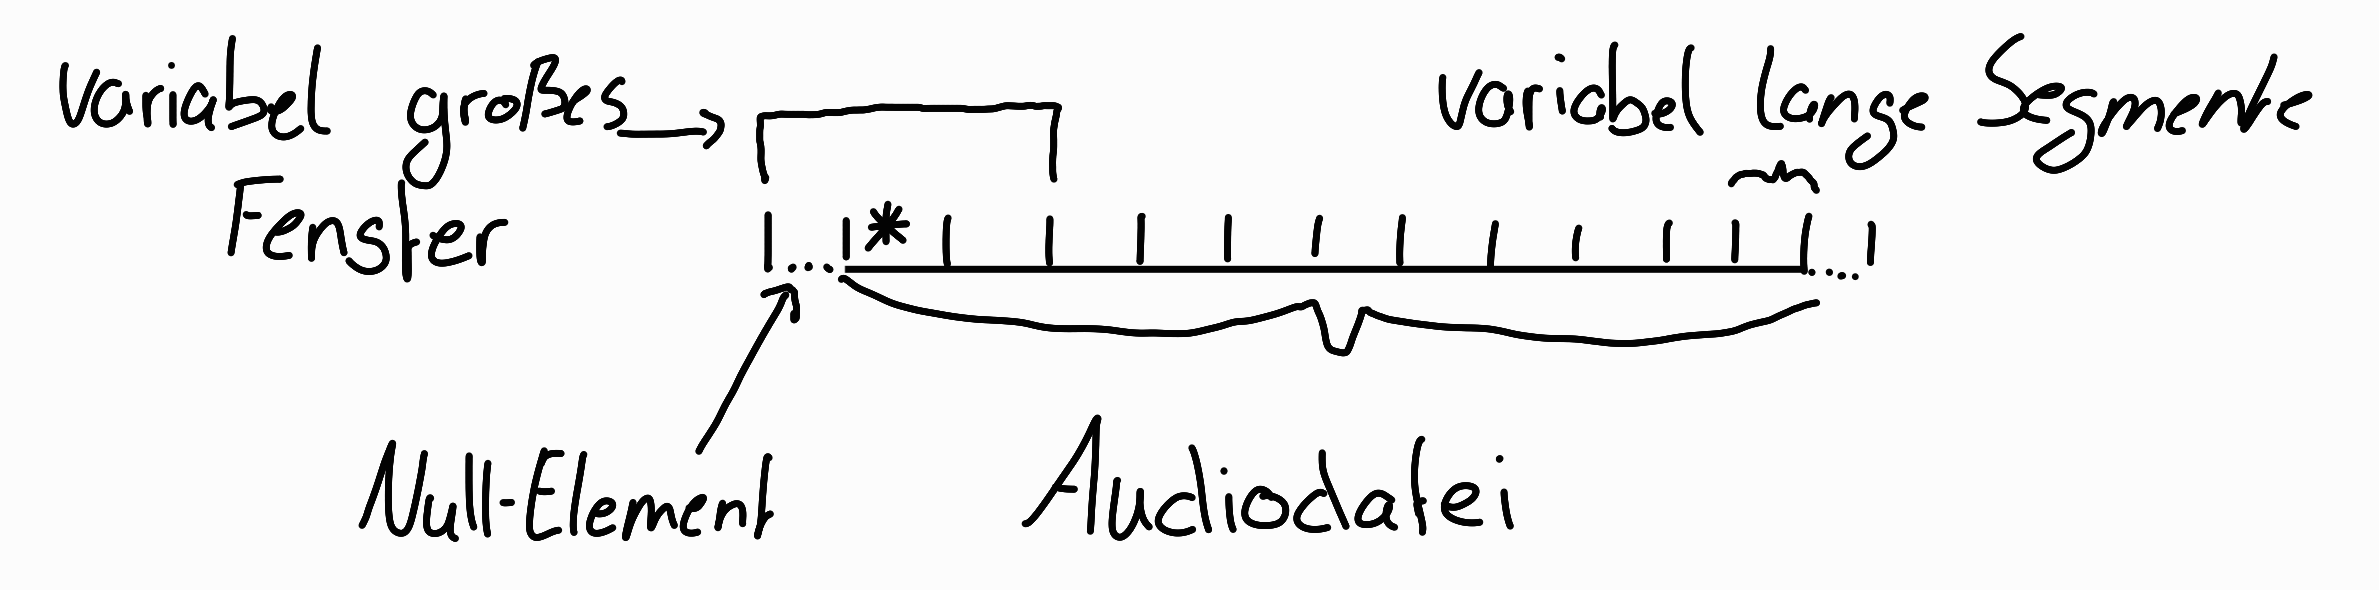 variabel großes
Fenster
variabel lange Segmente
*
Null-Element
Audiodatei